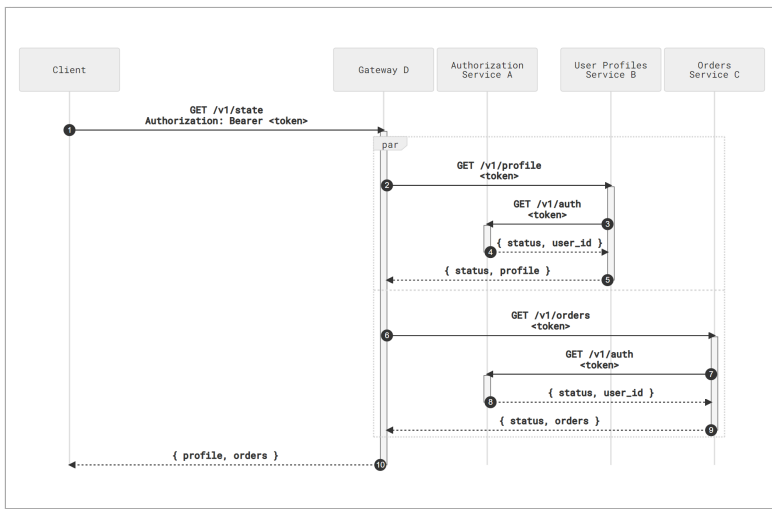 Client
Gateway D
Authorization
Service A
User Profiles
Service B
Orders
Service C
GET /v1/state
Authorization: Bearer <token>
1
par
GET /v1/profile
<token>
2
GET /v1/auth
<token>
3
{ status, user_id }
4
{ status, profile }
5
GET /v1/orders
<token>
6
GET /v1/auth
<token>
7
{ status, user_id }
8
{ status, orders }
9
{ profile, orders }
10